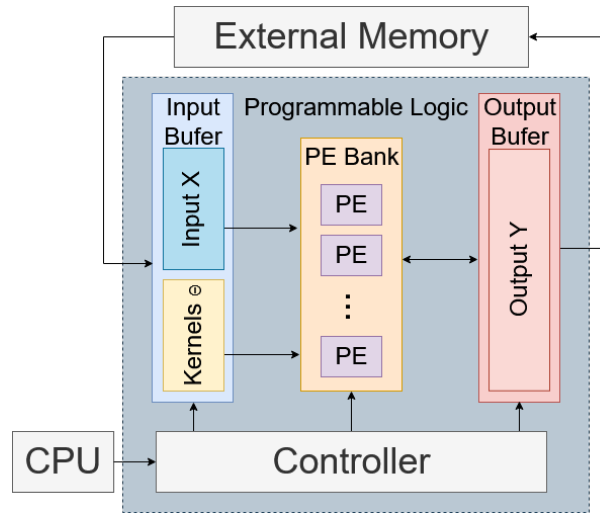 External Memory
Input
Bufer
Programmable Logic
Output
Bufer
PE Bank
Input X
Kernels Θ
PE
PE
...
PE
Output Y
CPU
Controller